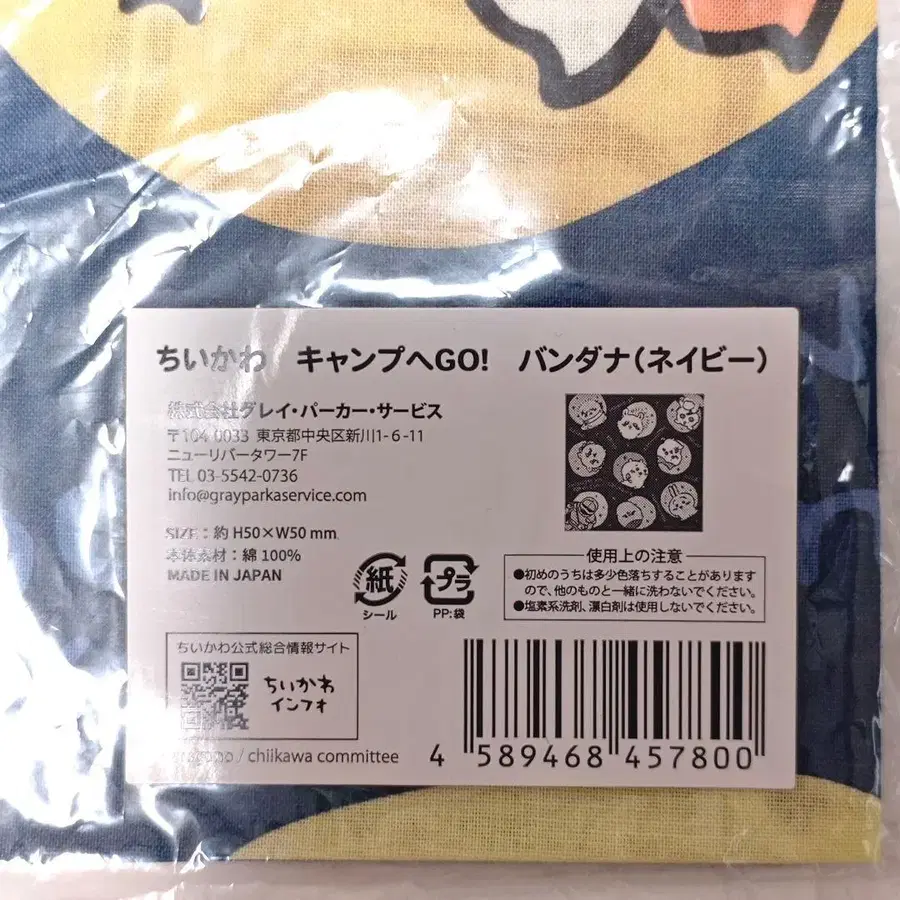 ちいかわ　キャンプへGO!　バンダナ(ネイビー)
株式会社グレイ・パーカー・サービス
〒104-0033 東京都中央区新川1-6-11
ニューリバータワー7F
TEL 03-5542-0736
info@grayparkaservice.com
SIZE：約 H50×W50 mm
本体素材：綿 100%
MADE IN JAPAN
紙
シール
プラ
PP:袋
使用上の注意
●初めのうちは多少色落ちすることがあります
ので、他のものと一緒に洗わないでください。
●塩素系洗剤、漂白剤は使用しないでください。
ちいかわ公式総合情報サイト
ちいかわ
インフォ
/ chiikawa committee
4 589468 457800